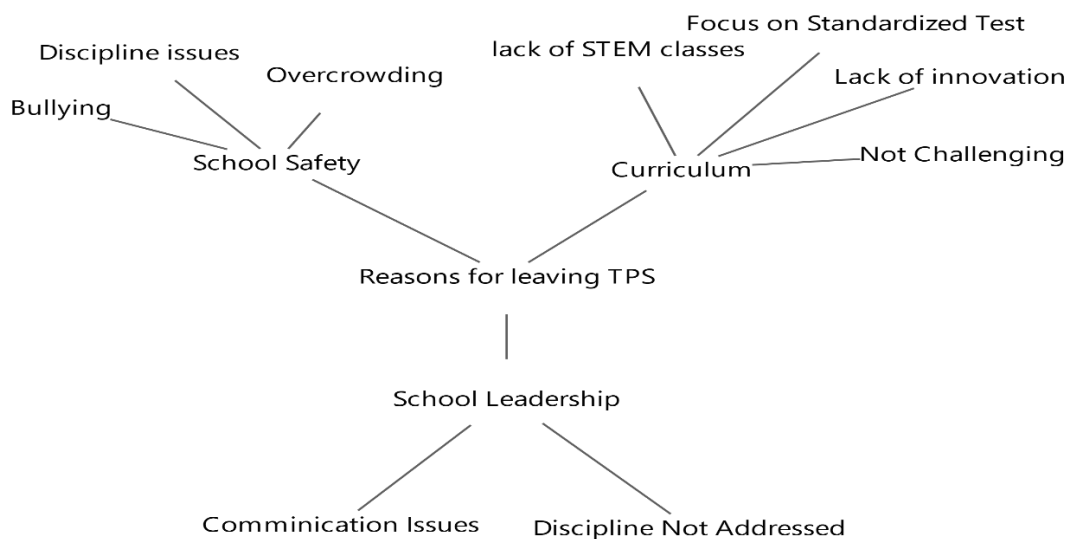 Focus on Standardized Test
Discipline issues
lack of STEM classes
Overcrowding
Lack of innovation
Bullying
School Safety
Not Challenging
Curriculum
Reasons for leaving TPS
School Leadership
Comminication Issues
Discipline Not Addressed